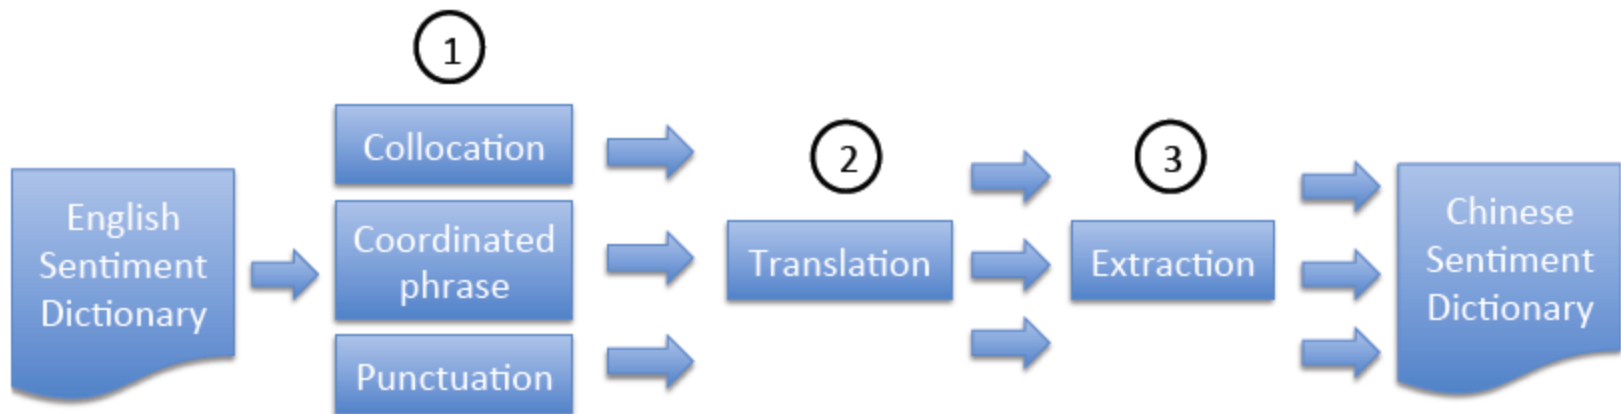 1
Collocation
2
3
English
Sentiment
Dictionary
Coordinated
phrase
Translation
Extraction
Chinese
Sentiment
Dictionary
Punctuation